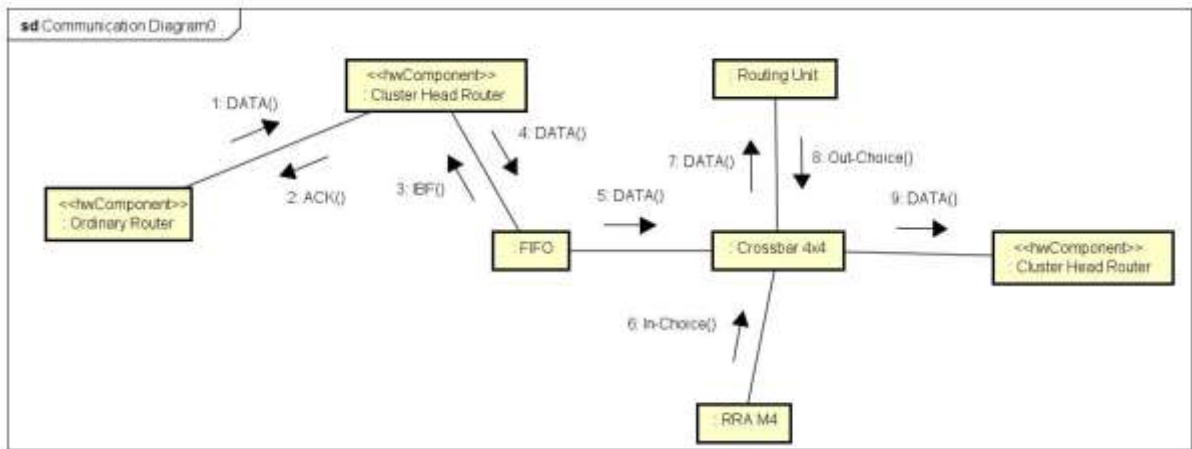 sd Communication Diagram0
<<hwComponent>>
: Cluster Head Router
: Routing Unit
1: DATA()
4: DATA()
7: DATA()
8: Out-Choice()
2: ACK()
3: IBF()
<<hwComponent>>
: Ordinary Router
5: DATA()
9: DATA()
: FIFO
: Crossbar 4x4
<<hwComponent>>
: Cluster Head Router
6: In-Choice()
: RRA M4